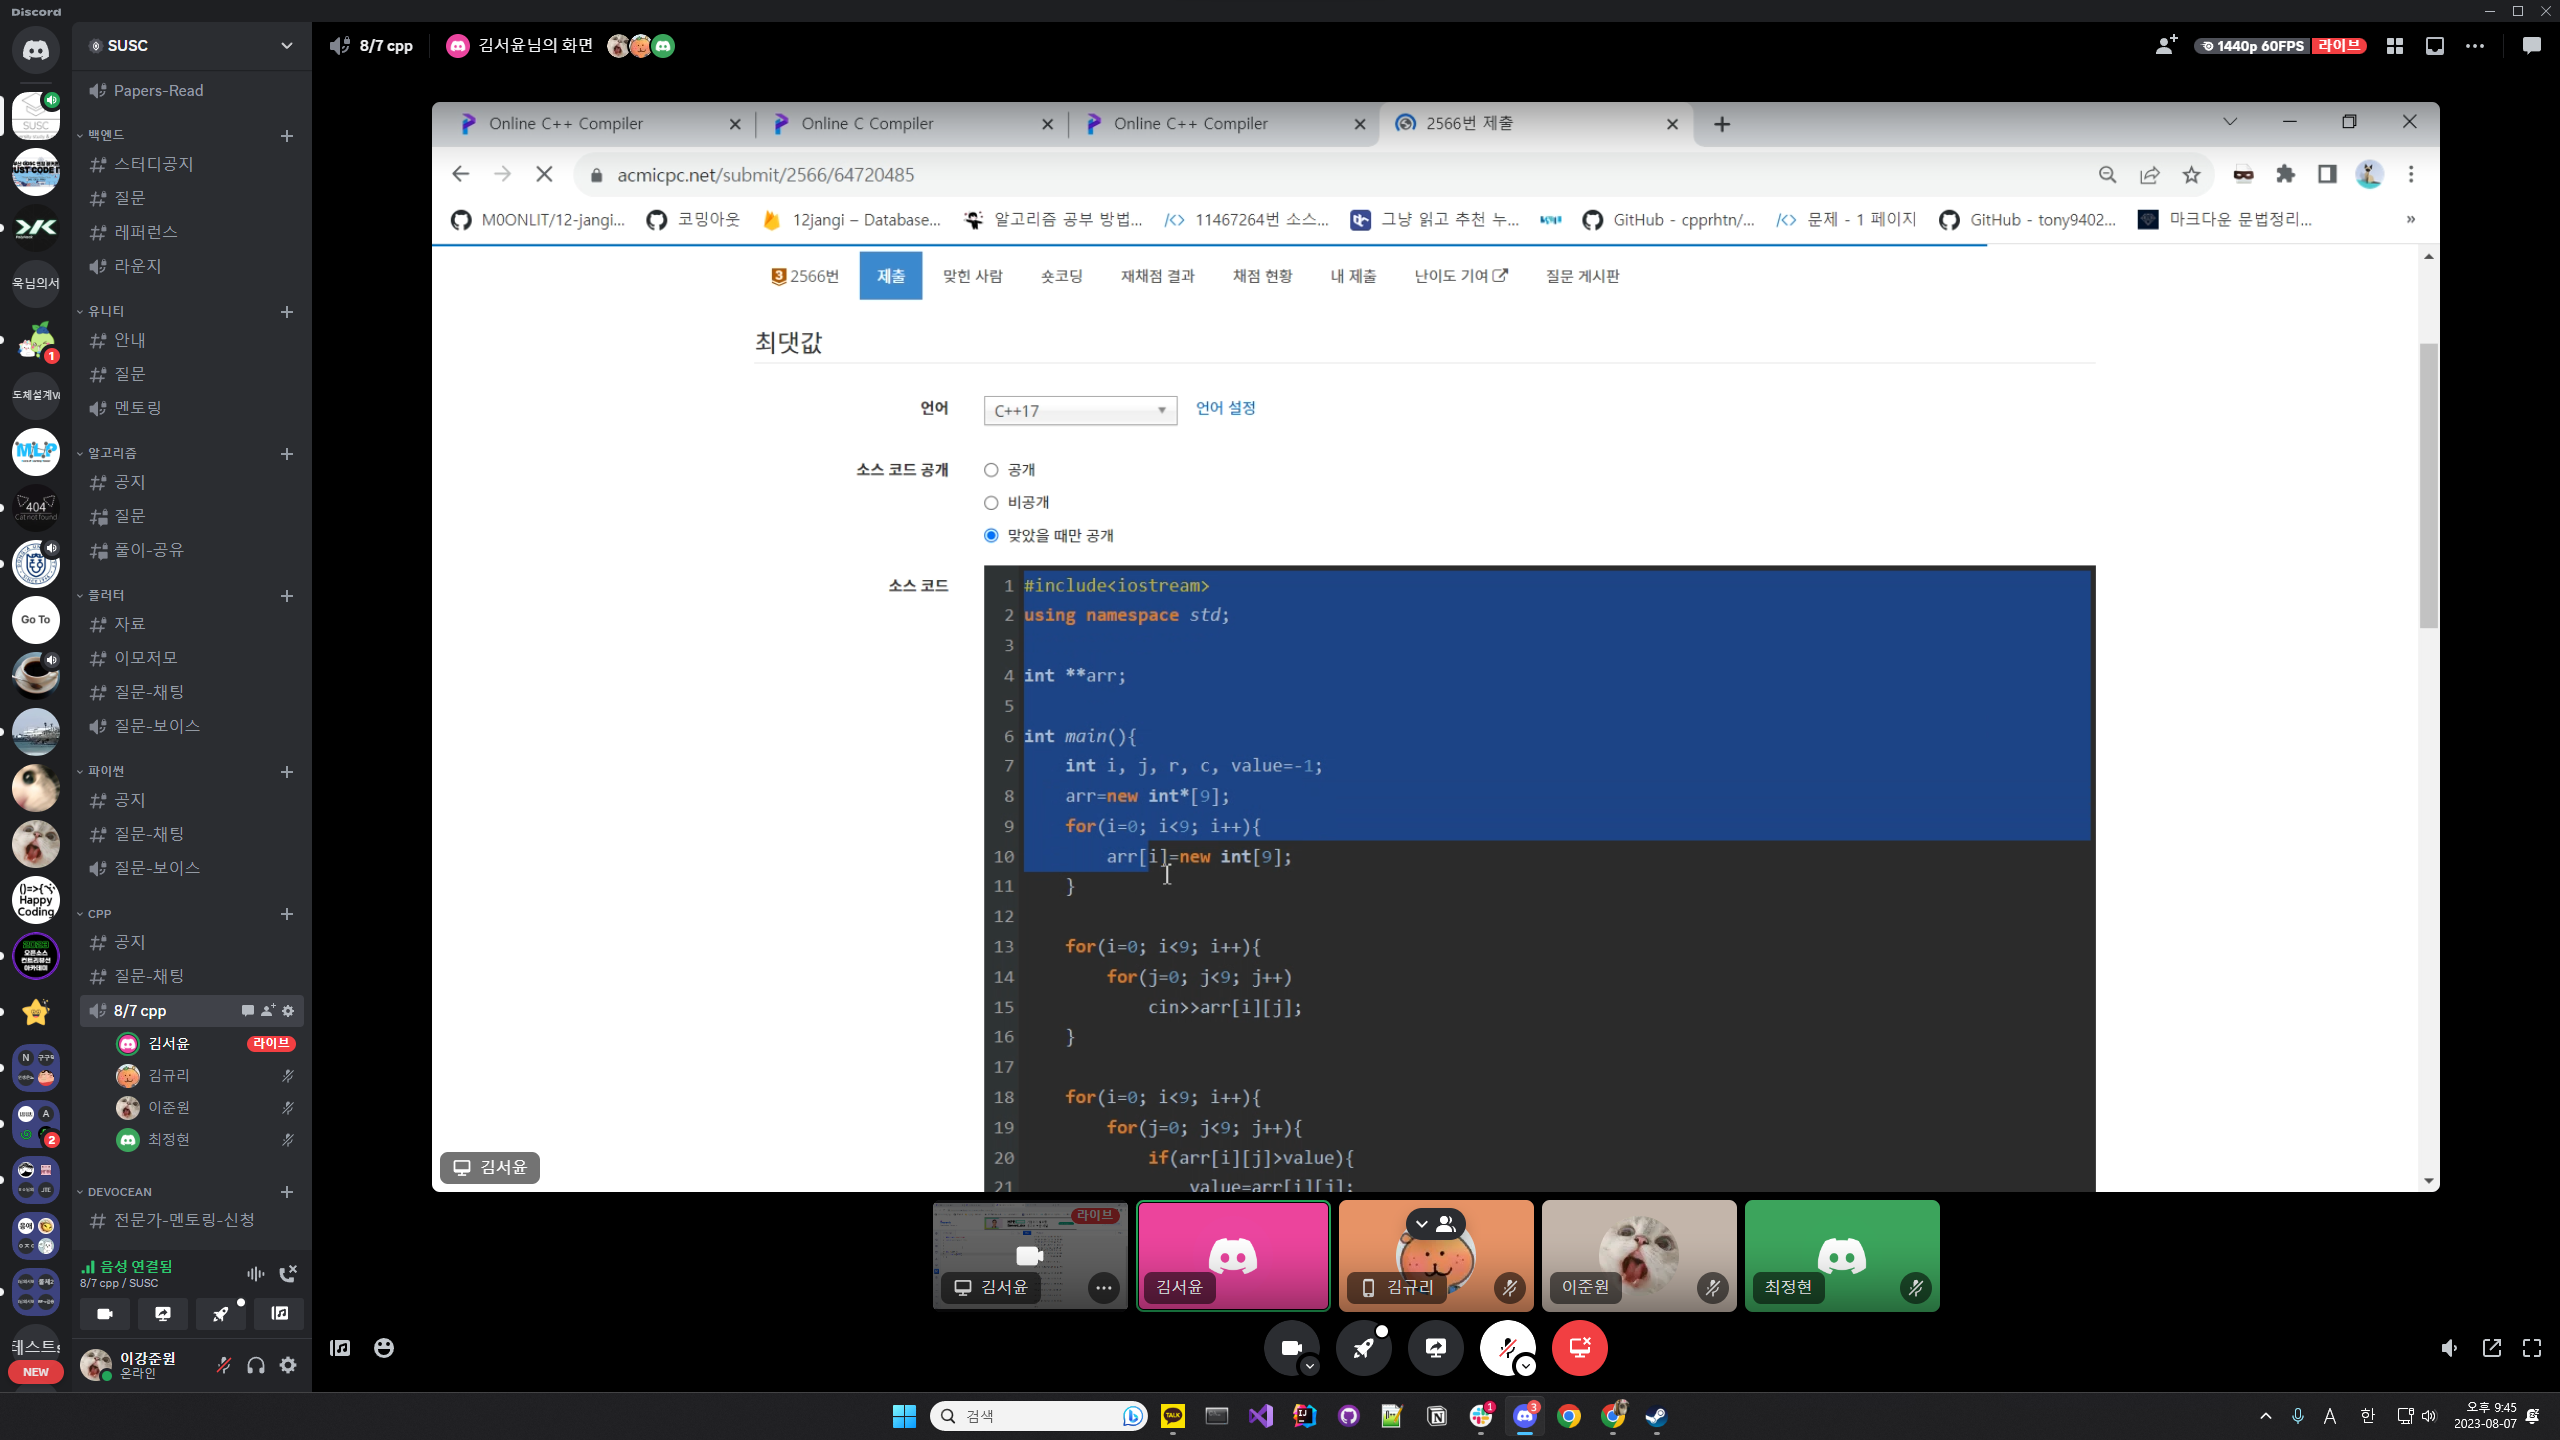 Discord
SUSC
8/7 cpp
김서윤님의 화면
1440p 60FPS
라이브
Papers-Read
백엔드
스터디공지
질문
레퍼런스
라운지
유니티
안내
질문
멘토링
알고리즘
공지
질문
풀이-공유
플러터
자료
이모저모
질문-채팅
질문-보이스
파이썬
공지
질문-채팅
질문-보이스
CPP
공지
질문-채팅
8/7 cpp
김서윤
라이브
김규리
이준원
최정현
DEVOCEAN
전문가-멘토링-신청
음성 연결됨
8/7 cpp / SUSC
이강준원
온라인
SUSC
1
MLP
404
Go To
Happy
Coding
2
NEW
Online C++ Compiler
Online C Compiler
Online C++ Compiler
2566번 제출
acmicpc.net/submit/2566/64720485
M0ONLIT/12-jangi...
코밍아웃
12jangi – Database...
알고리즘 공부 방법...
11467264번 소스...
그냥 읽고 추천 누...
GitHub - cpprhtn/...
문제 - 1 페이지
GitHub - tony9402...
마크다운 문법정리...
»
3 2566번
제출
맞힌 사람
숏코딩
재채점 결과
채점 현황
내 제출
난이도 기여
질문 게시판
최댓값
언어
C++17
언어 설정
소스 코드 공개
공개
비공개
맞았을 때만 공개
소스 코드
1 #include<iostream>
2 using namespace std;
3
4 int **arr;
5
6 int main(){
7 int i, j, r, c, value=-1;
8 arr=new int*[9];
9 for(i=0; i<9; i++){
10 arr[i]=new int[9];
11 }
12
13 for(i=0; i<9; i++){
14 for(j=0; j<9; j++)
15 cin>>arr[i][j];
16 }
17
18 for(i=0; i<9; i++){
19 for(j=0; j<9; j++){
20 if(arr[i][j]>value){
21 value=arr[i][j];
김서윤
라이브
김서윤
김서윤
김규리
이준원
최정현
검색
TALK
1
3
A
한
오후 9:45
2023-08-07